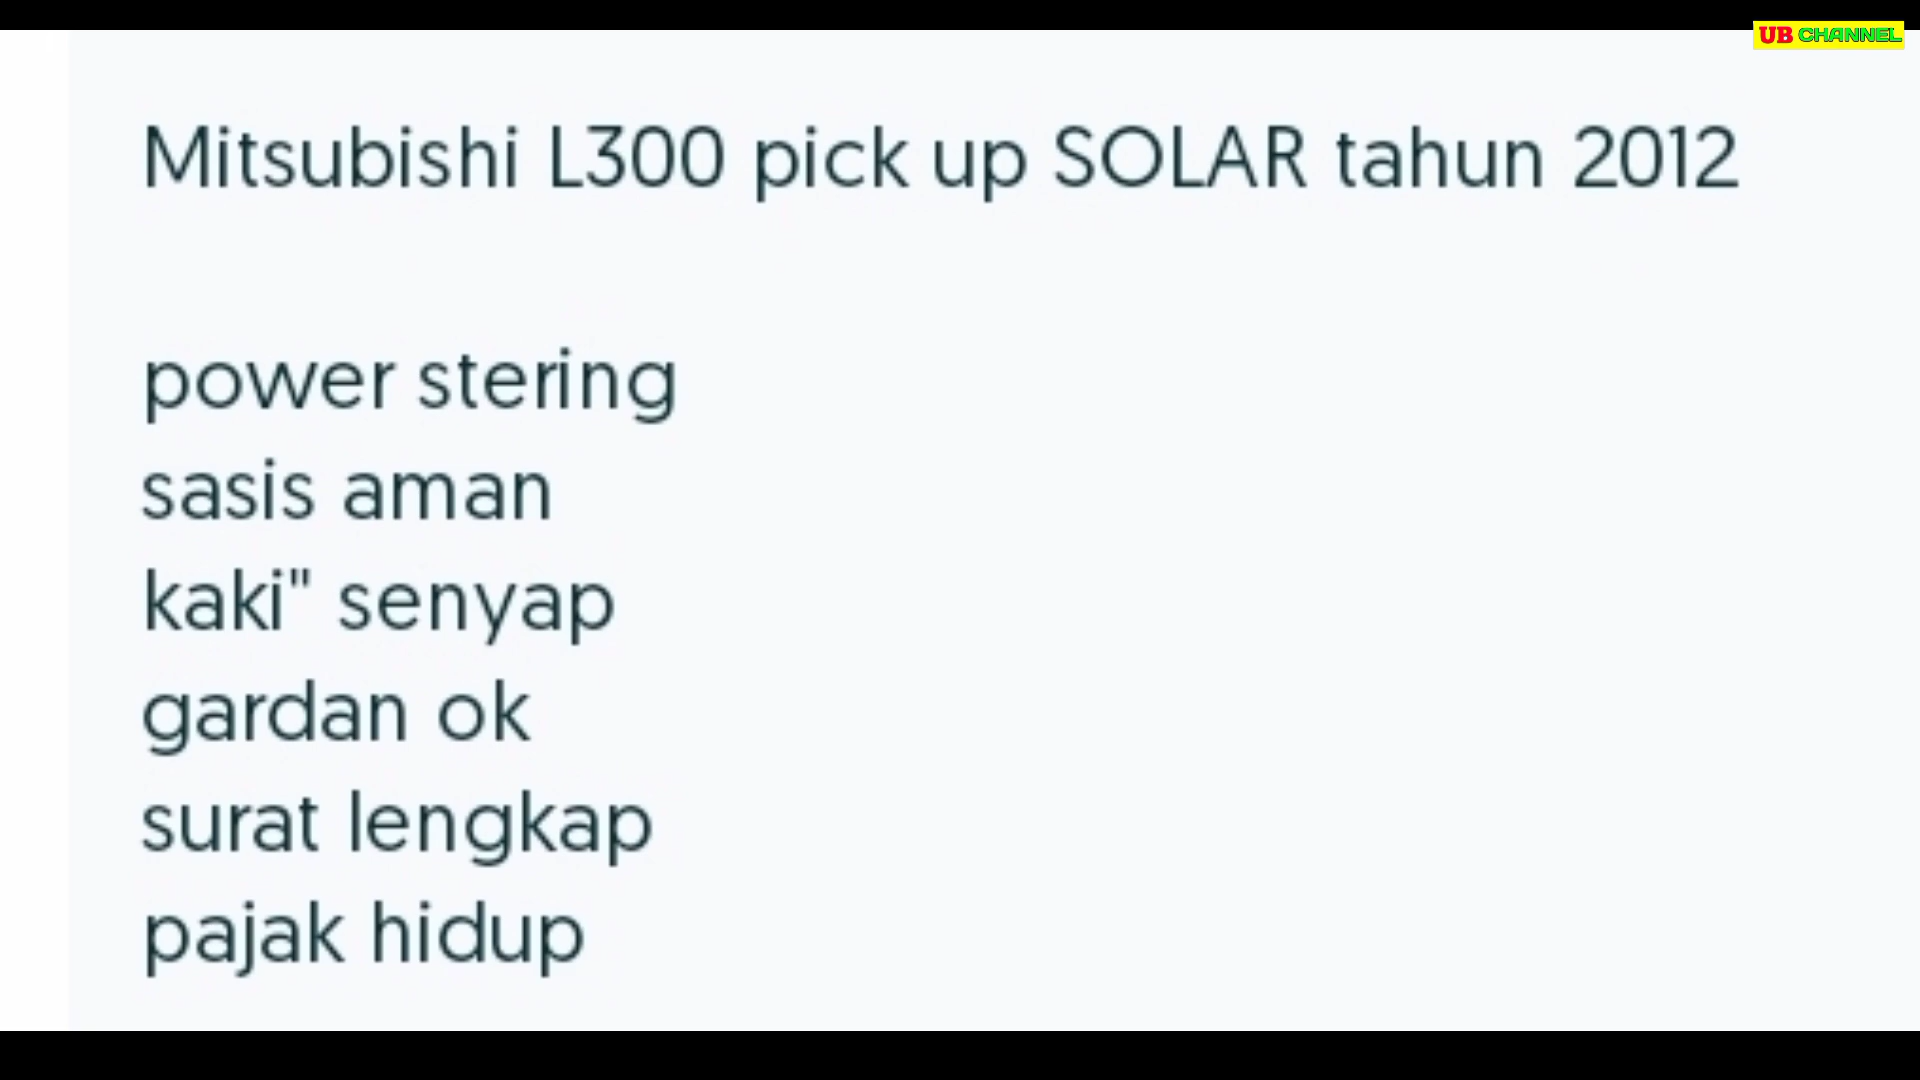 UB CHANNEL
Mitsubishi L300 pick up SOLAR tahun 2012
power stering
sasis aman
kaki" senyap
gardan ok
surat lengkap
pajak hidup